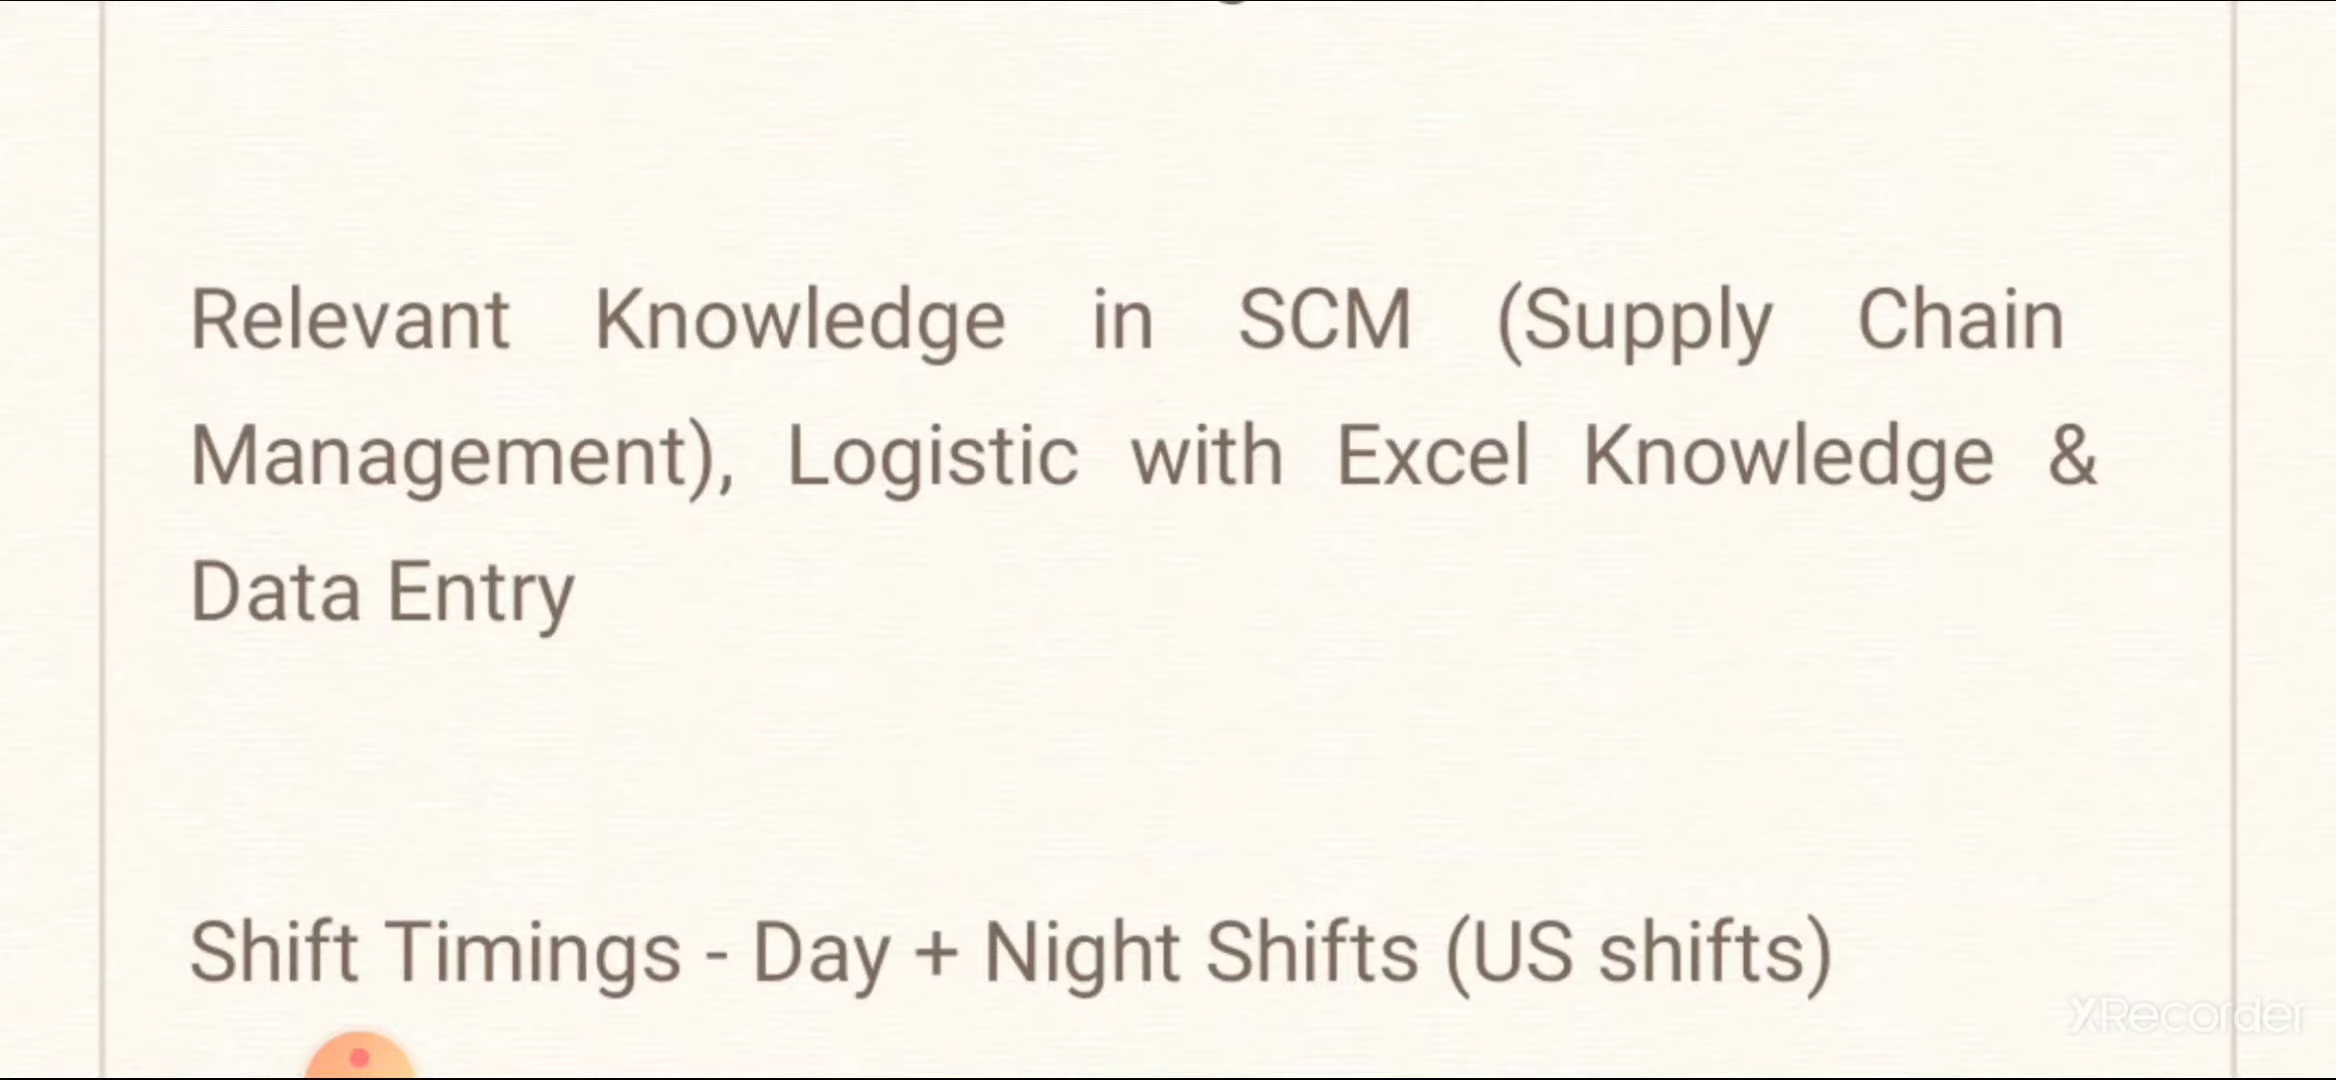 Relevant Knowledge in SCM (Supply Chain
Management), Logistic with Excel Knowledge &
Data Entry
Shift Timings - Day + Night Shifts (US shifts)
XRecorder